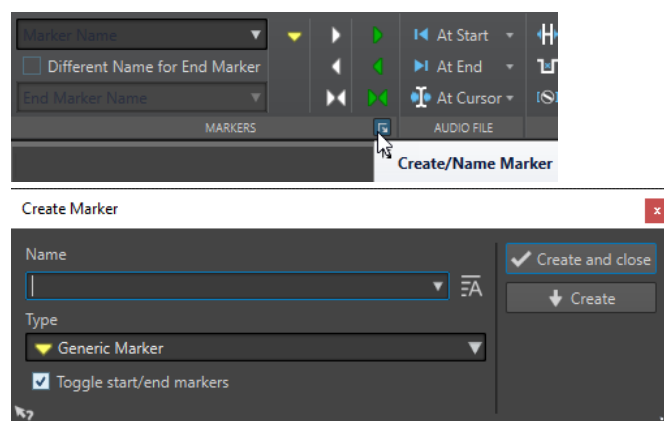 Marker Name
At Start
Different Name for End Marker
At End
End Marker Name
At Cursor
MARKERS
AUDIO FILE
Create/Name Marker
Create Marker
x
Name
Create and close
Create
Type
Generic Marker
Toggle start/end markers